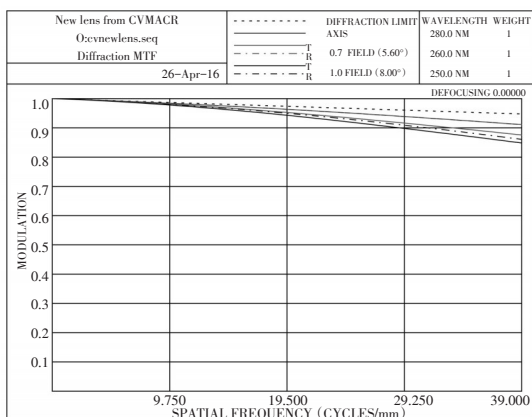 New lens from CVMACR
O:cvnewlens.seq
Diffraction MTF
26-Apr-16
DIFFRACTION LIMIT
AXIS
T
R 0.7 FIELD (5.60°)
T
R 1.0 FIELD (8.00°)
WAVELENGTH WEIGHT
280.0 NM 1
260.0 NM 1
250.0 NM 1
DEFOCUSING 0.00000
1.0
0.9
0.8
0.7
0.6
0.5
0.4
0.3
0.2
0.1
MODULATION
9.750 19.500 29.250 39.000
SPATIAL FREQUENCY (CYCLES/mm)